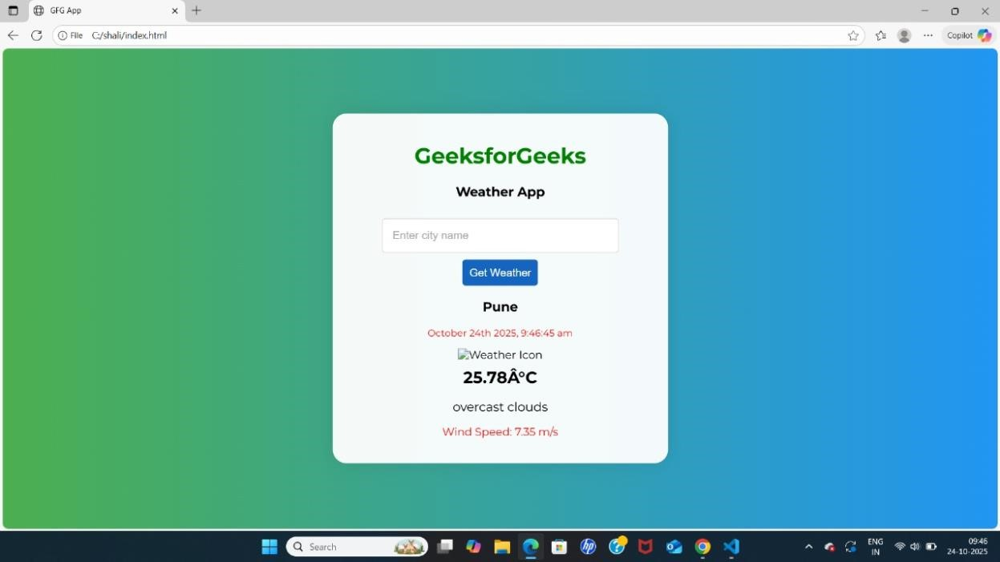 GFG App
File C:/shali/index.html
Copilot
GeeksforGeeks
Weather App
Enter city name
Get Weather
Pune
October 24th 2025, 9:46:45 am
Weather Icon
25.78Â°C
overcast clouds
Wind Speed: 7.35 m/s
Search
ENG
IN
09:46
24-10-2025